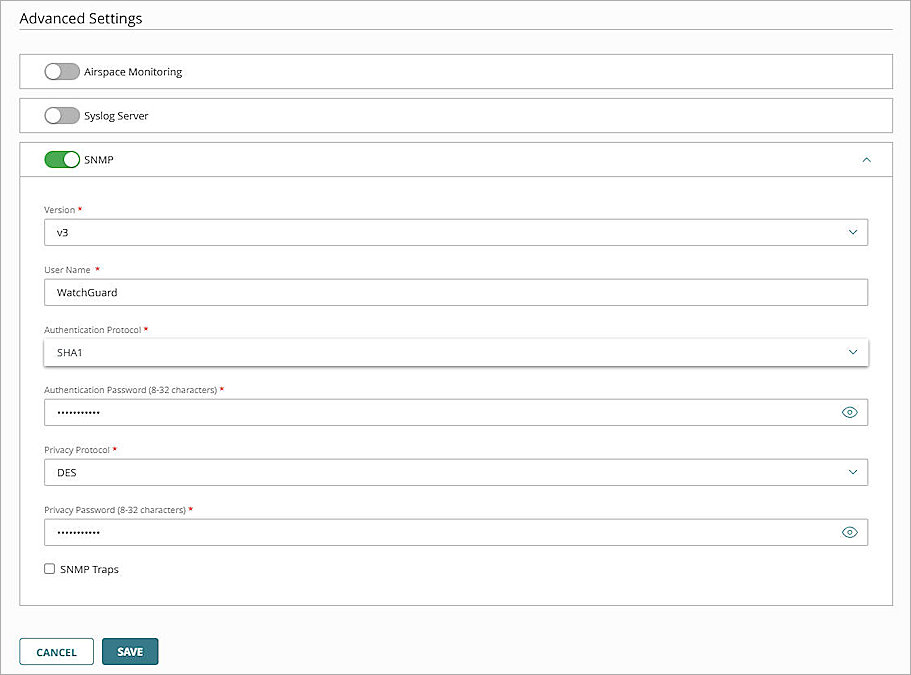 Advanced Settings
Airspace Monitoring
Syslog Server
SNMP
Version *
v3
User Name *
WatchGuard
Authentication Protocol *
SHA1
Authentication Password (8-32 characters) *
•••••••••••
Privacy Protocol *
DES
Privacy Password (8-32 characters) *
•••••••••••
SNMP Traps
CANCEL SAVE